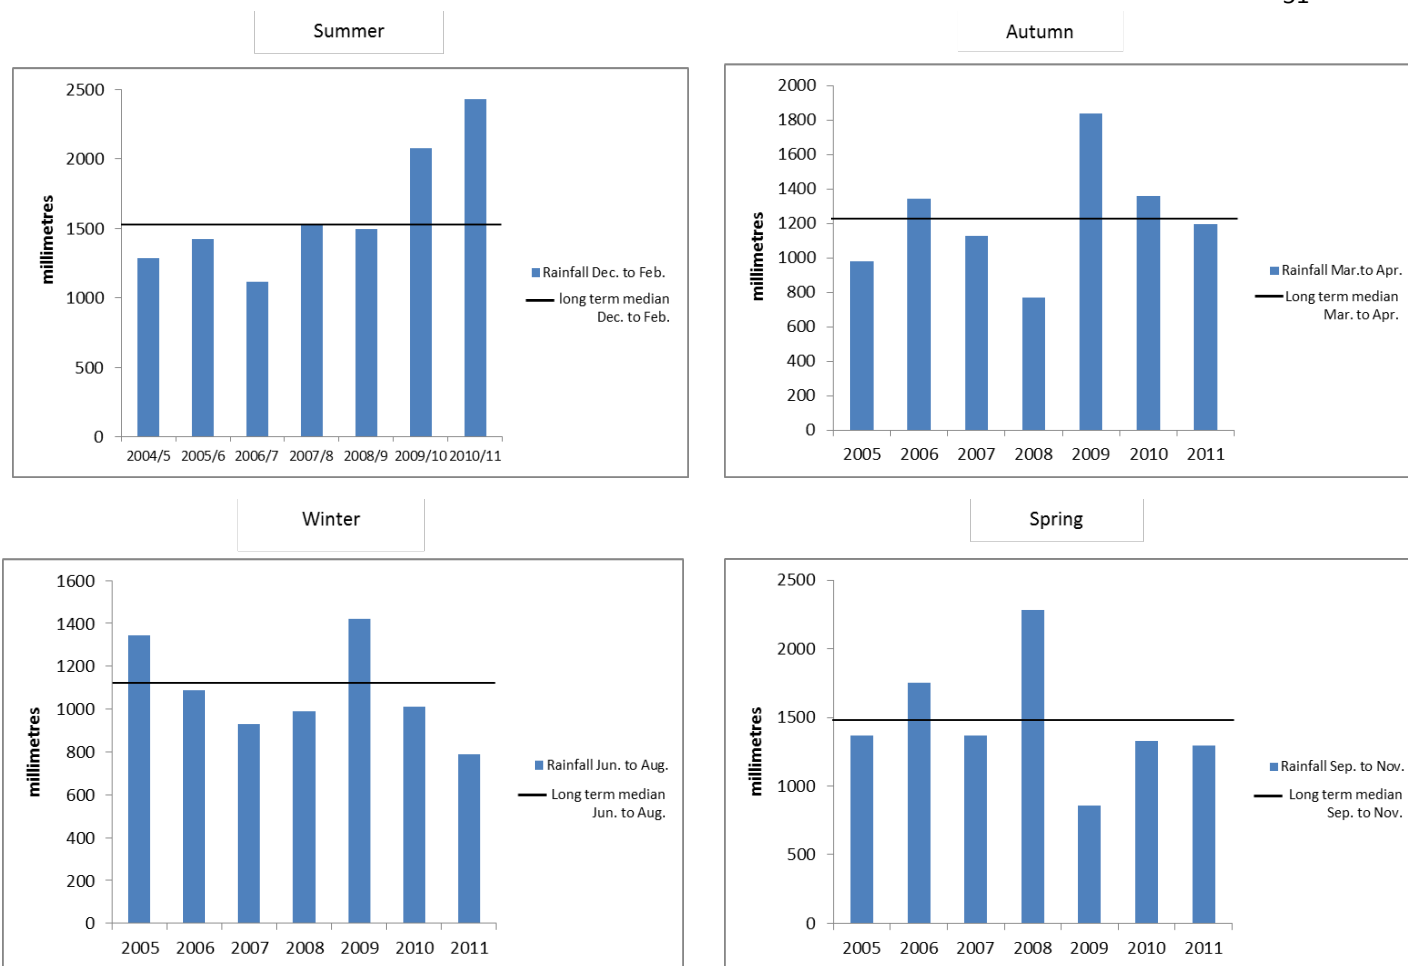 Summer
Autumn
2500
2000
1500
1000
500
0
millimetres
2004/5 2005/6 2006/7 2007/8 2008/9 2009/10 2010/11
Rainfall Dec. to Feb.
long term median
Dec. to Feb.
2000
1800
1600
1400
1200
1000
800
600
400
200
0
millimetres
2005 2006 2007 2008 2009 2010 2011
Rainfall Mar.to Apr.
Long term median
Mar. to Apr.
Winter
Spring
1600
1400
1200
1000
800
600
400
200
0
millimetres
2005 2006 2007 2008 2009 2010 2011
Rainfall Jun. to Aug.
Long term median
Jun. to Aug.
2500
2000
1500
1000
500
0
millimetres
2005 2006 2007 2008 2009 2010 2011
Rainfall Sep. to Nov.
Long term median
Sep. to Nov.